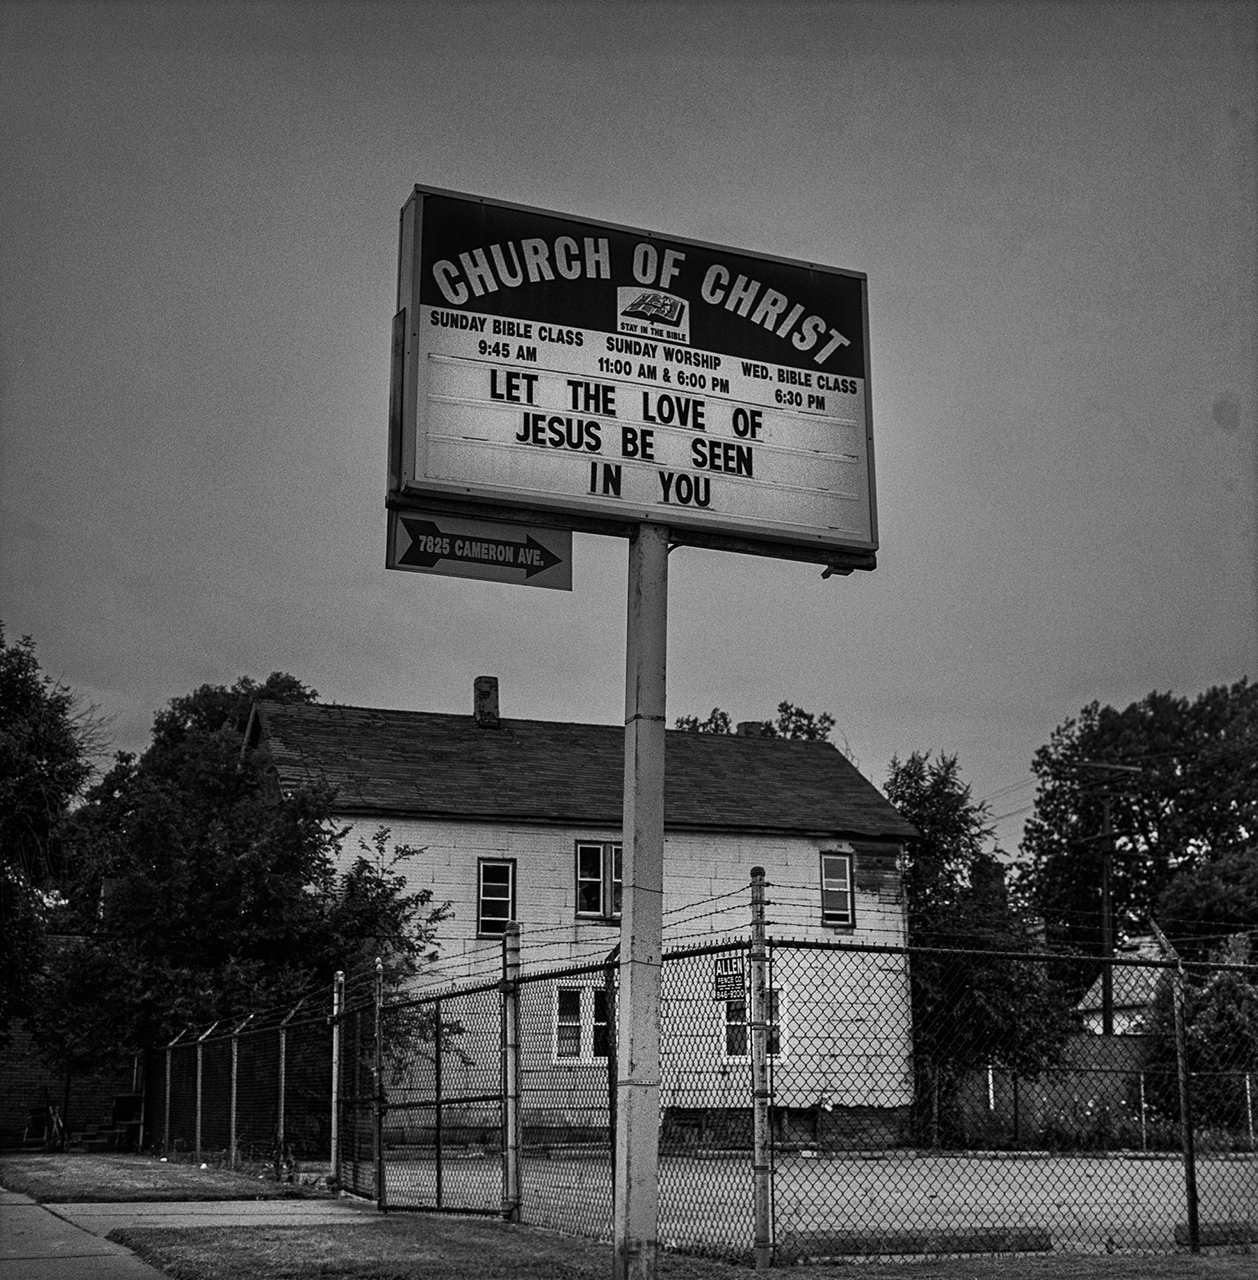 CHURCH OF CHRIST
STAY IN THE BIBLE
SUNDAY BIBLE CLASS
9:45 AM
SUNDAY WORSHIP
11:00 AM & 6:00 PM
WED. BIBLE CLASS
6:30 PM
LET THE LOVE OF
JESUS BE SEEN
IN YOU
7825 CAMERON AVE.
ALLEN
FENCE CO.